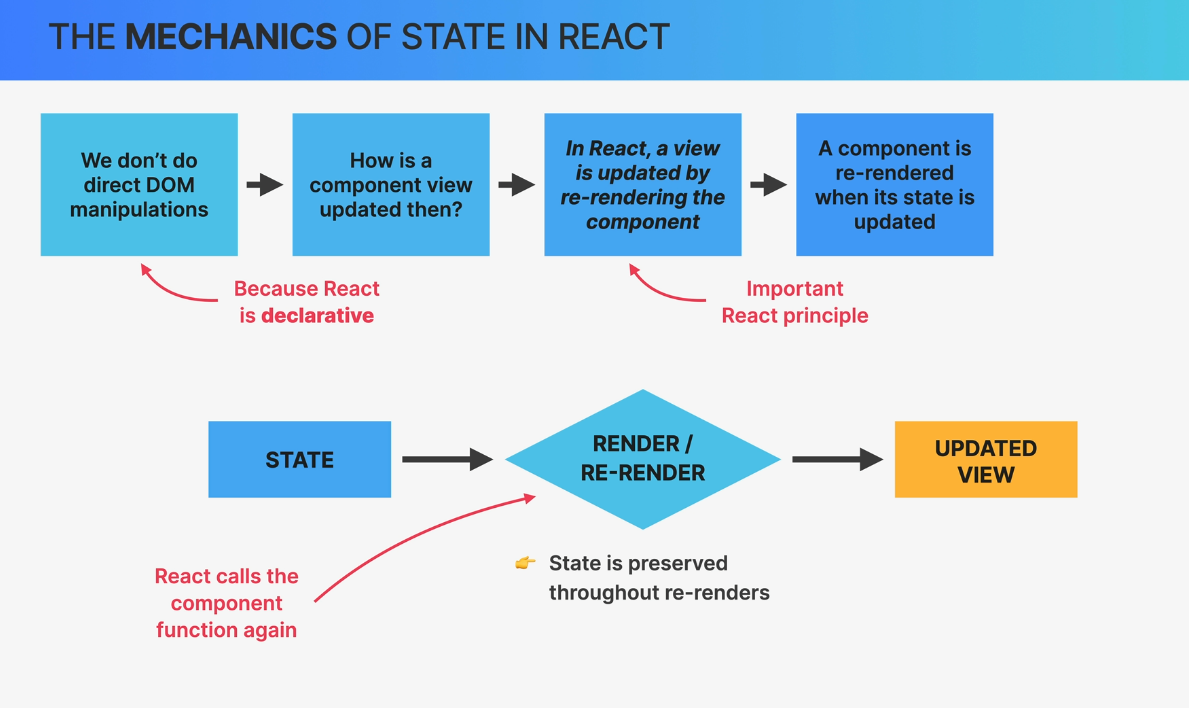 THE MECHANICS OF STATE IN REACT
We don’t do
direct DOM
manipulations
How is a
component view
updated then?
In React, a view
is updated by
re-rendering the
component
A component is
re-rendered
when its state is
updated
Because React
is declarative
Important
React principle
STATE
RENDER /
RE-RENDER
UPDATED
VIEW
React calls the
component
function again
👉 State is preserved
throughout re-renders